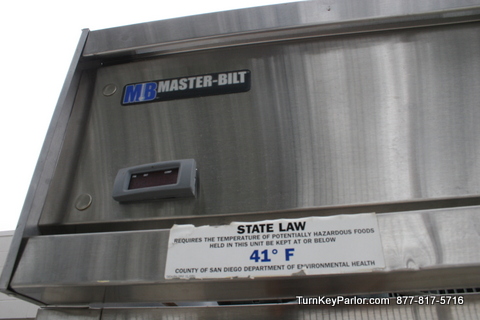 MB MASTER-BILT
STATE LAW
REQUIRES THE TEMPERATURE OF POTENTIALLY HAZARDOUS FOODS
HELD IN THIS UNIT BE KEPT AT OR BELOW
41° F
COUNTY OF SAN DIEGO DEPARTMENT OF ENVIRONMENTAL HEALTH
TurnKeyParlor.com 877-817-5716